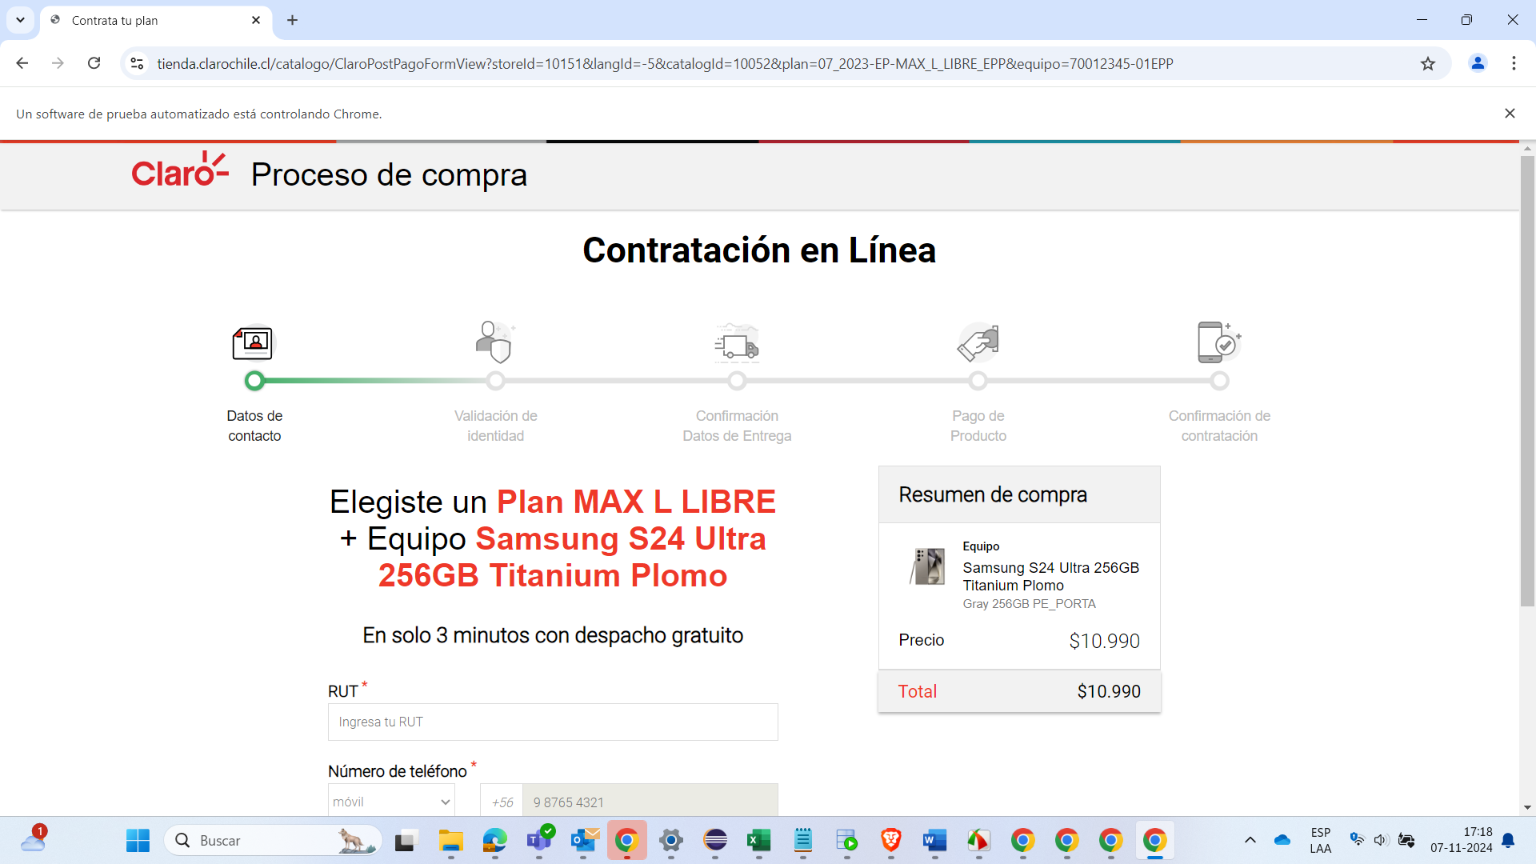 Contrata tu plan
tienda.clarochile.cl/catalogo/ClaroPostPagoFormView?storeId=10151&langId=-5&catalogId=10052&plan=07_2023-EP-MAX_L_LIBRE_EPP&equipo=70012345-01EPP
Un software de prueba automatizado está controlando Chrome.
Claro-
Proceso de compra
Contratación en Línea
Datos de
contacto
Validación de
identidad
Confirmación
Datos de Entrega
Pago de
Producto
Confirmación de
contratación
Elegiste un Plan MAX L LIBRE
+ Equipo Samsung S24 Ultra
256GB Titanium Plomo
En solo 3 minutos con despacho gratuito
RUT *
Ingresa tu RUT
Número de teléfono *
móvil
+56
9 8765 4321
Resumen de compra
Equipo
Samsung S24 Ultra 256GB
Titanium Plomo
Gray 256GB PE_PORTA
Precio
$10.990
Total
$10.990
1
Buscar
ESP
LAA
17:18
07-11-2024